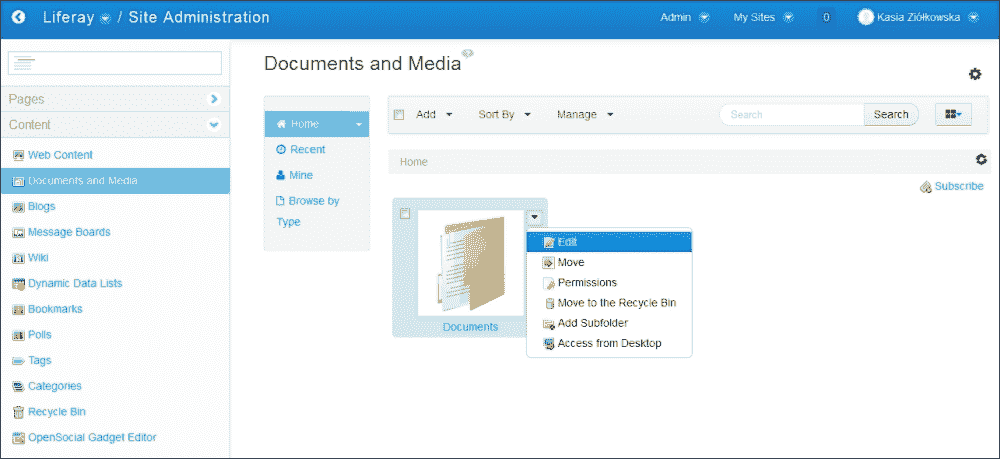 Liferay / Site Administration
Admin My Sites 0 Kasia Ziółkowska
Documents and Media
Pages
Content
Web Content
Documents and Media
Blogs
Message Boards
Wiki
Dynamic Data Lists
Bookmarks
Polls
Tags
Categories
Recycle Bin
OpenSocial Gadget Editor
Home
Recent
Mine
Browse by
Type
Add Sort By Manage Search Search
Home
Subscribe
Documents
Edit
Move
Permissions
Move to the Recycle Bin
Add Subfolder
Access from Desktop